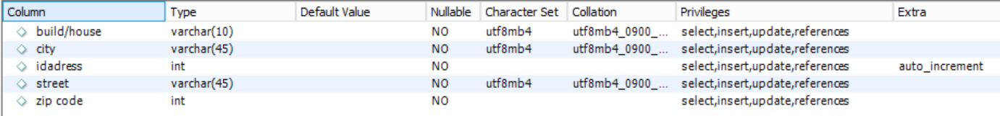 Column Type Default Value Nullable Character Set Collation Privileges Extra
build/house varchar(10) NO utf8mb4 utf8mb4_0900_... select,insert,update,references
city varchar(45) NO utf8mb4 utf8mb4_0900_... select,insert,update,references
idadress int NO select,insert,update,references auto_increment
street varchar(45) NO utf8mb4 utf8mb4_0900_... select,insert,update,references
zip code int NO select,insert,update,references